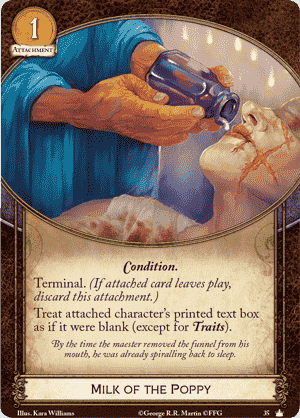 1
ATTACHMENT
Condition.
Terminal. (If attached card leaves play,
discard this attachment.)
Treat attached character's printed text box
as if it were blank (except for Traits).
"By the time the maester removed the funnel from
his mouth, he was already spiralling back to sleep.
MILK OF THE POPPY
Illus. Kara Williams
©George R.R. Martin ©FFG
35